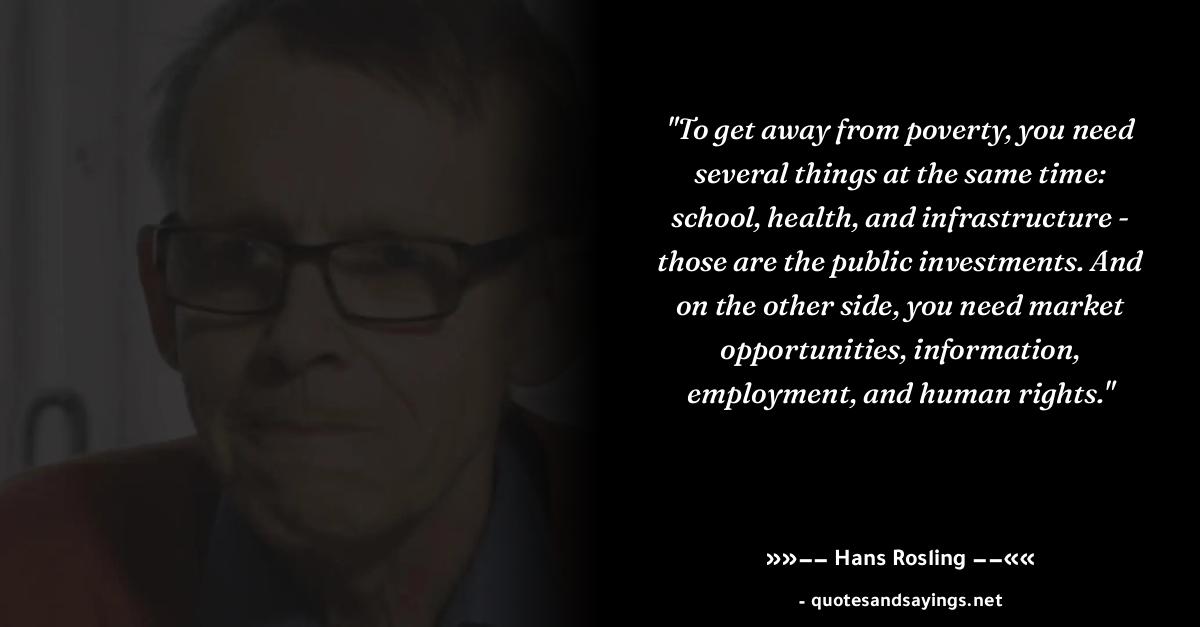 "To get away from poverty, you need
several things at the same time:
school, health, and infrastructure -
those are the public investments. And
on the other side, you need market
opportunities, information,
employment, and human rights."
»»−− Hans Rosling −−««
- quotesandsayings.net